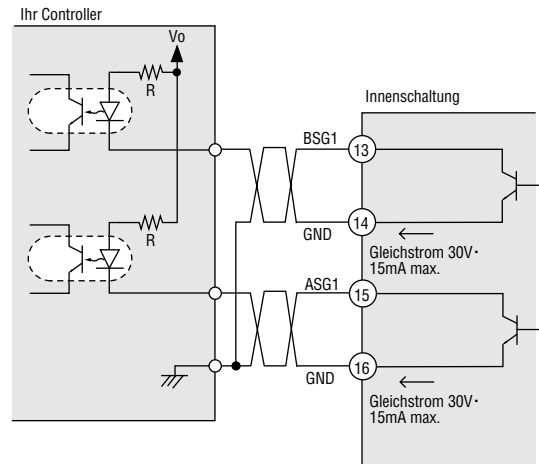 Ihr Controller
Vo
R
Innenschaltung
BSG1
13
14
GND
Gleichstrom 30V·
15mA max.
R
ASG1
15
16
GND
Gleichstrom 30V·
15mA max.